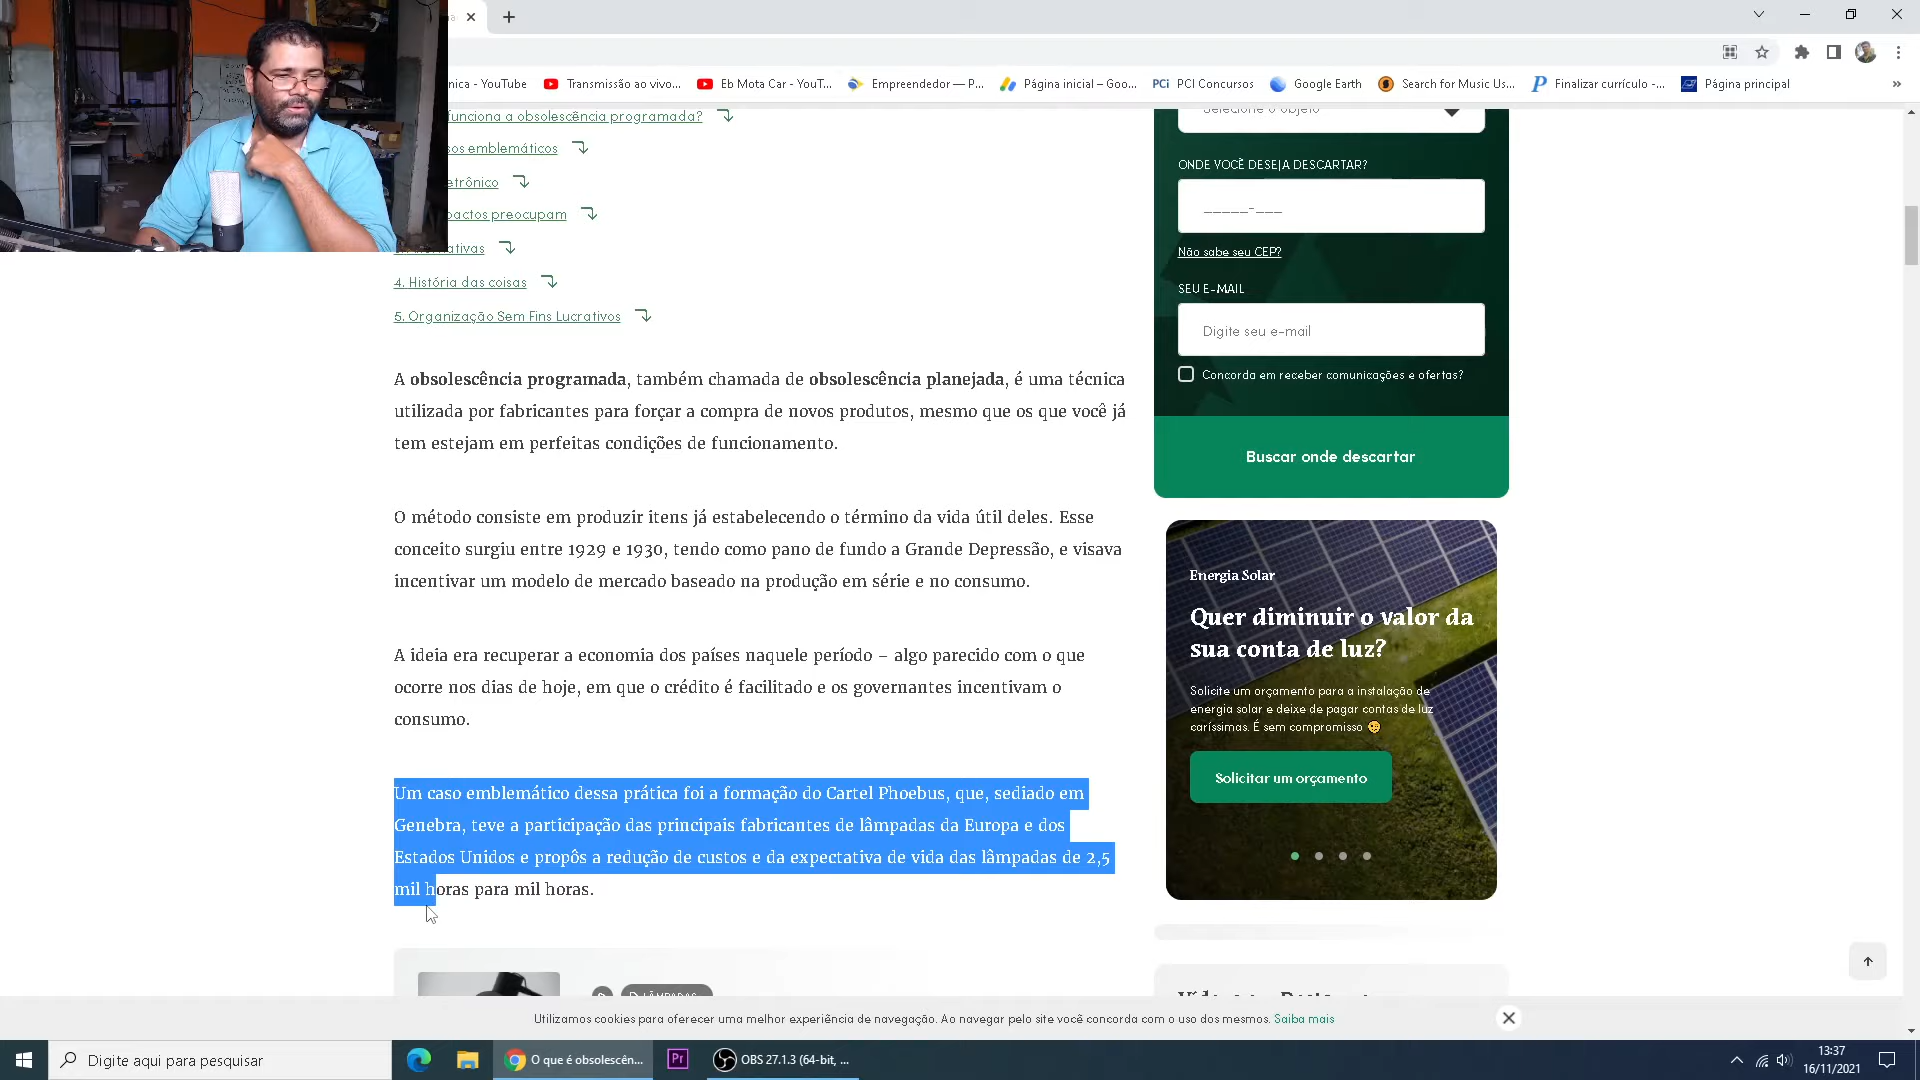 nica - YouTube
Transmissão ao vivo...
Eb Mota Car - YouT...
Empreendedor — P...
Página inicial – Goo...
PCi PCI Concursos
Google Earth
Search for Music Us...
Finalizar currículo -...
Página principal
»
funciona a obsolescência programada?
sos emblemáticos
etrônico
pactos preocupam
ativas
4. História das coisas
5. Organização Sem Fins Lucrativos
A obsolescência programada, também chamada de obsolescência planejada, é uma técnica
utilizada por fabricantes para forçar a compra de novos produtos, mesmo que os que você já
tem estejam em perfeitas condições de funcionamento.
O método consiste em produzir itens já estabelecendo o término da vida útil deles. Esse
conceito surgiu entre 1929 e 1930, tendo como pano de fundo a Grande Depressão, e visava
incentivar um modelo de mercado baseado na produção em série e no consumo.
A ideia era recuperar a economia dos países naquele período – algo parecido com o que
ocorre nos dias de hoje, em que o crédito é facilitado e os governantes incentivam o
consumo.
Um caso emblemático dessa prática foi a formação do Cartel Phoebus, que, sediado em
Genebra, teve a participação das principais fabricantes de lâmpadas da Europa e dos
Estados Unidos e propôs a redução de custos e da expectativa de vida das lâmpadas de 2,5
mil horas para mil horas.
LÂMPADAS
Selecione o objeto
ONDE VOCÊ DESEJA DESCARTAR?
_____-___
Não sabe seu CEP?
SEU E-MAIL
Digite seu e-mail
Concorda em receber comunicações e ofertas?
Buscar onde descartar
Energia Solar
Quer diminuir o valor da
sua conta de luz?
Solicite um orçamento para a instalação de
energia solar e deixe de pagar contas de luz
caríssimas. É sem compromisso 😉
Solicitar um orçamento
Utilizamos cookies para oferecer uma melhor experiência de navegação. Ao navegar pelo site você concorda com o uso dos mesmos. Saiba mais
Digite aqui para pesquisar
O que é obsolescên...
Pr
OBS 27.1.3 (64-bit, ...
13:37
16/11/2021